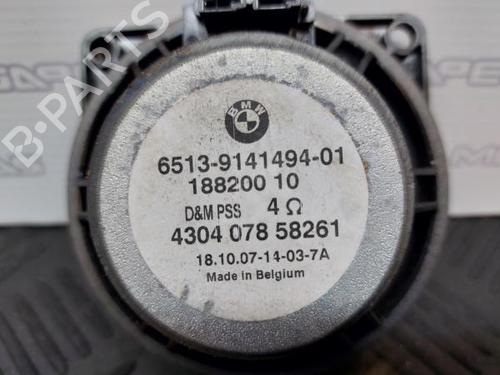 BMW
6513-9141494-01
188200 10
D&M PSS 4 Ω
4304 078 58261
18.10.07-14-03-7A
Made in Belgium
B-PARTS